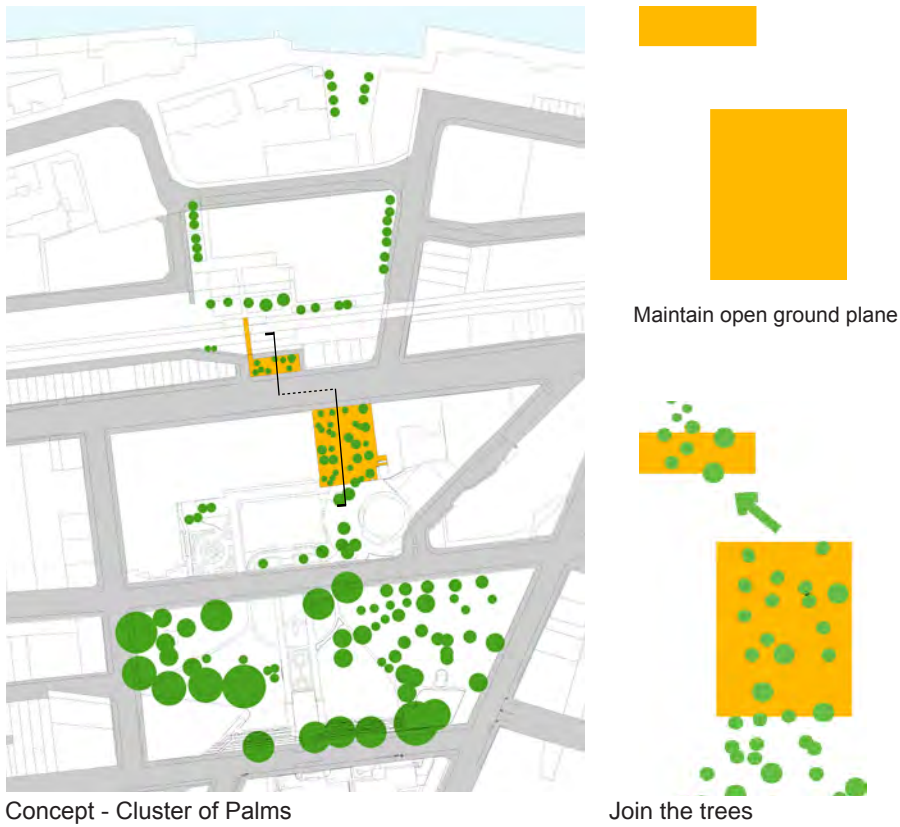 Maintain open ground plane
Concept - Cluster of Palms
Join the trees